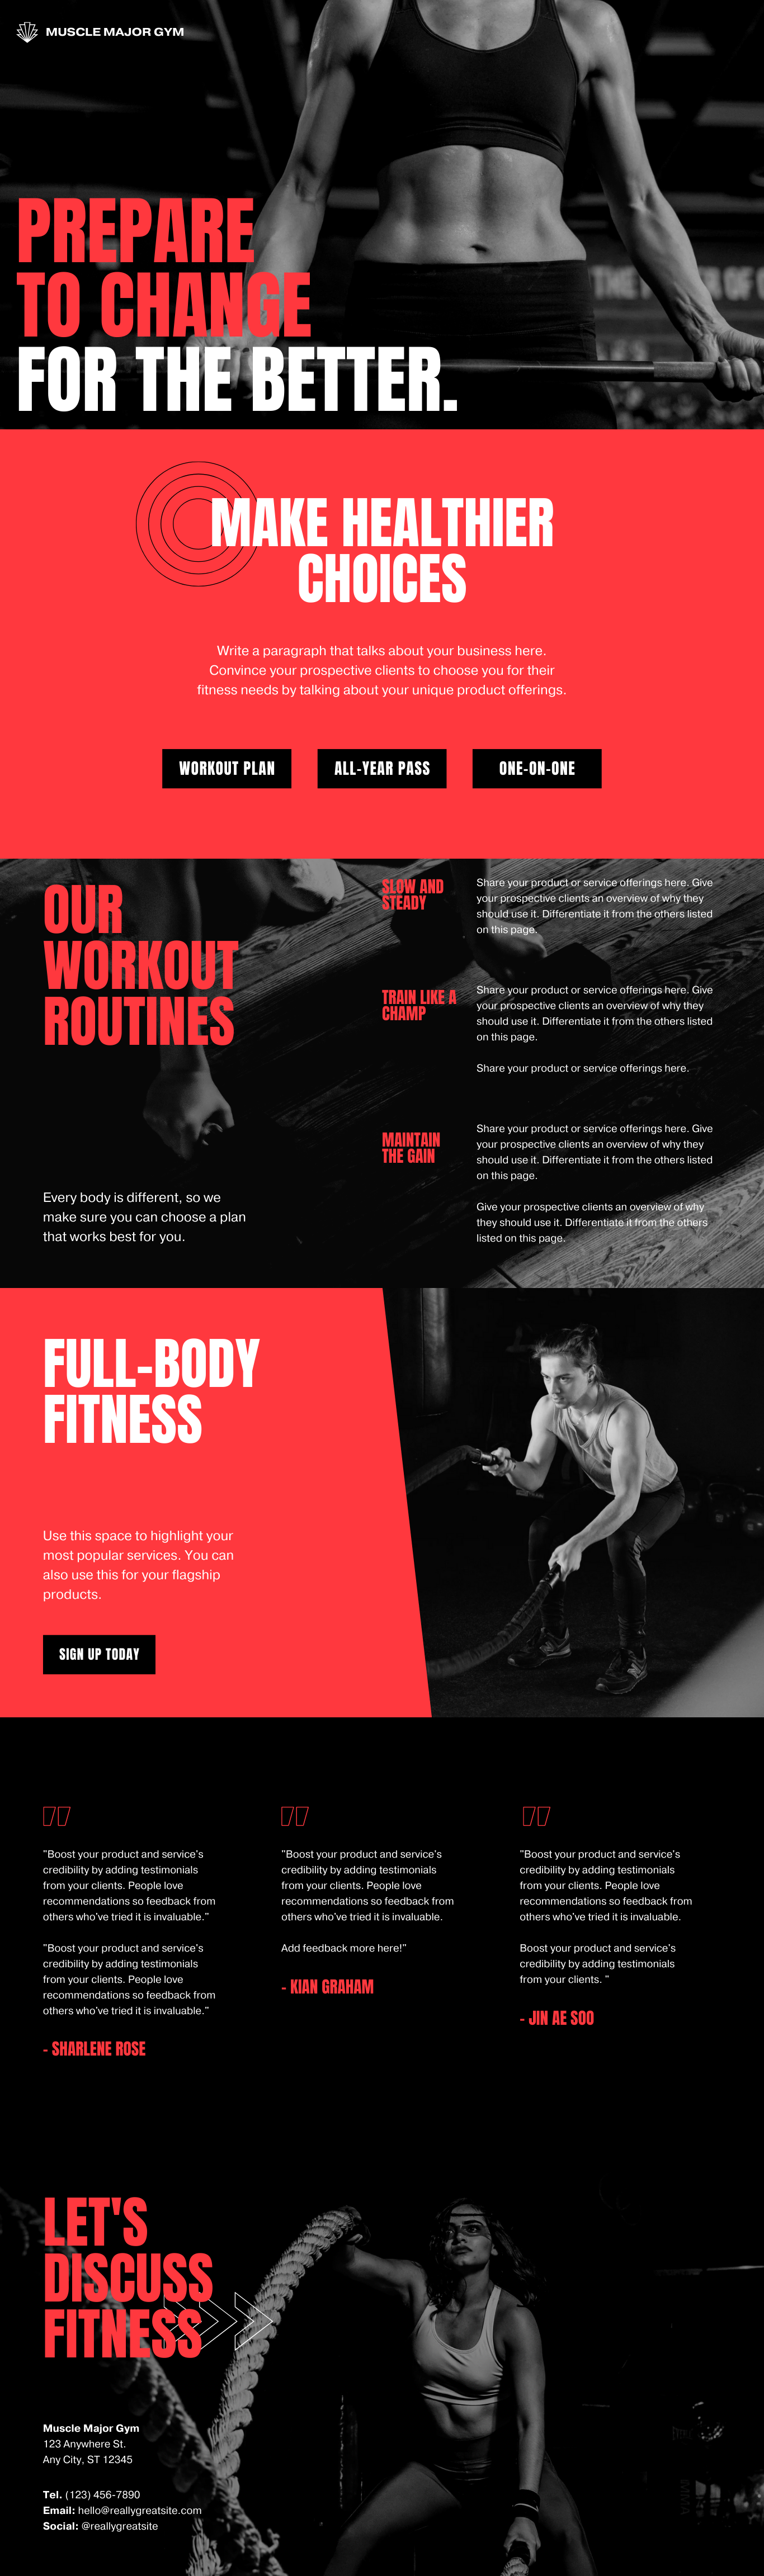 MUSCLE MAJOR GYM
PREPARE
TO CHANGE
FOR THE BETTER.
MAKE HEALTHIER
CHOICES
Write a paragraph that talks about your business here.
Convince your prospective clients to choose you for their
fitness needs by talking about your unique product offerings.
WORKOUT PLAN
ALL-YEAR PASS
ONE-ON-ONE
OUR
WORKOUT
ROUTINES
Every body is different, so we
make sure you can choose a plan
that works best for you.
SLOW AND
STEADY
Share your product or service offerings here. Give
your prospective clients an overview of why they
should use it. Differentiate it from the others listed
on this page.
TRAIN LIKE A
CHAMP
Share your product or service offerings here. Give
your prospective clients an overview of why they
should use it. Differentiate it from the others listed
on this page.
Share your product or service offerings here.
MAINTAIN
THE GAIN
Share your product or service offerings here. Give
your prospective clients an overview of why they
should use it. Differentiate it from the others listed
on this page.
Give your prospective clients an overview of why
they should use it. Differentiate it from the others
listed on this page.
FULL-BODY
FITNESS
Use this space to highlight your
most popular services. You can
also use this for your flagship
products.
SIGN UP TODAY
"Boost your product and service's
credibility by adding testimonials
from your clients. People love
recommendations so feedback from
others who've tried it is invaluable."
"Boost your product and service's
credibility by adding testimonials
from your clients. People love
recommendations so feedback from
others who've tried it is invaluable."
- SHARLENE ROSE
"Boost your product and service's
credibility by adding testimonials
from your clients. People love
recommendations so feedback from
others who've tried it is invaluable.
Add feedback more here!"
- KIAN GRAHAM
"Boost your product and service's
credibility by adding testimonials
from your clients. People love
recommendations so feedback from
others who've tried it is invaluable.
Boost your product and service's
credibility by adding testimonials
from your clients. "
- JIN AE SOO
LET'S
DISCUSS
FITNESS
Muscle Major Gym
123 Anywhere St.
Any City, ST 12345
Tel. (123) 456-7890
Email: hello@reallygreatsite.com
Social: @reallygreatsite